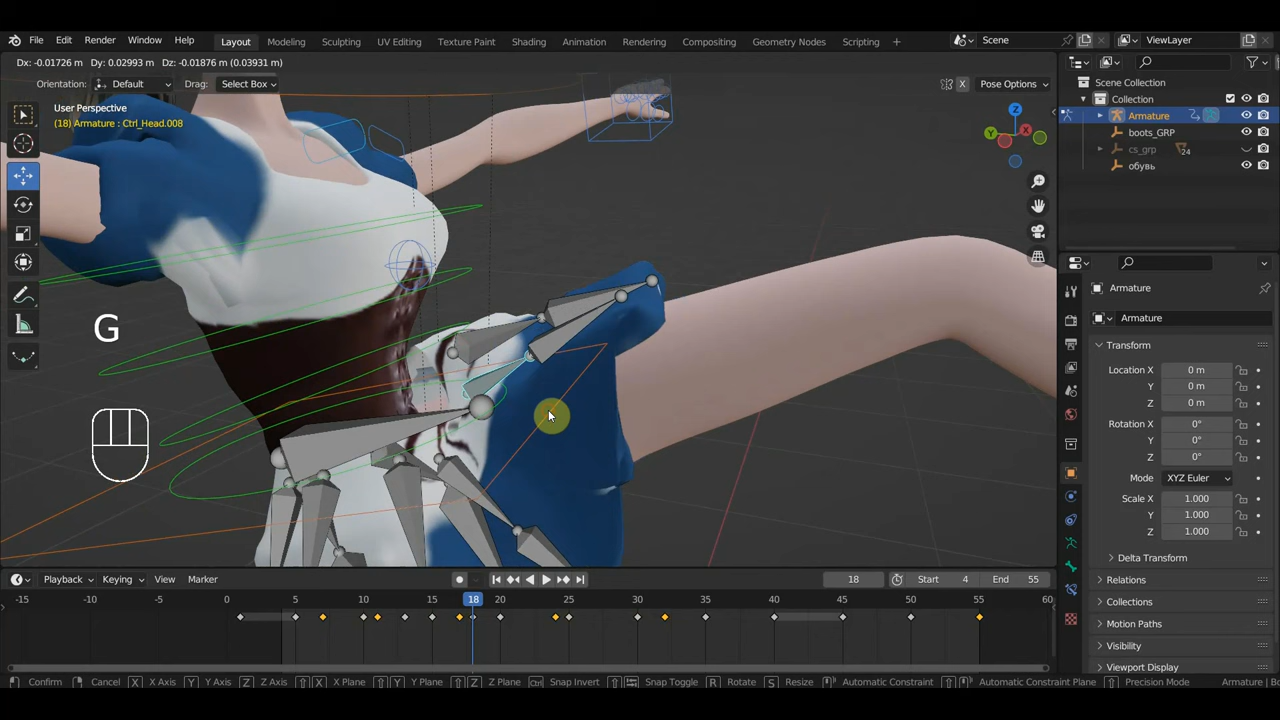 File Edit Render Window Help Layout Modeling Sculpting UV Editing Texture Paint Shading Animation Rendering Compositing Geometry Nodes Scripting + Scene ViewLayer
Dx: -0.01726 m Dy: 0.02993 m Dz: -0.01876 m (0.03931 m)
Orientation: Default Drag: Select Box X Pose Options
User Perspective
(18) Armature : Ctrl_Head.008
Z
Y
X
G
Scene Collection
Collection
Armature
boots_GRP
cs_grp 24
обувь
Armature
Armature
Transform
Location X 0 m
Y 0 m
Z 0 m
Rotation X 0°
Y 0°
Z 0°
Mode XYZ Euler
Scale X 1.000
Y 1.000
Z 1.000
Delta Transform
Relations
Collections
Motion Paths
Visibility
Viewport Display
Playback Keying View Marker 18 Start 4 End 55
-15 -10 -5 0 5 10 15 18 20 25 30 35 40 45 50 55 60
Confirm Cancel X X Axis Y Y Axis Z Z Axis X X Plane Y Y Plane Z Z Plane Ctrl Snap Invert Snap Toggle R Rotate S Resize Automatic Constraint Automatic Constraint Plane Precision Mode Armature | Bo